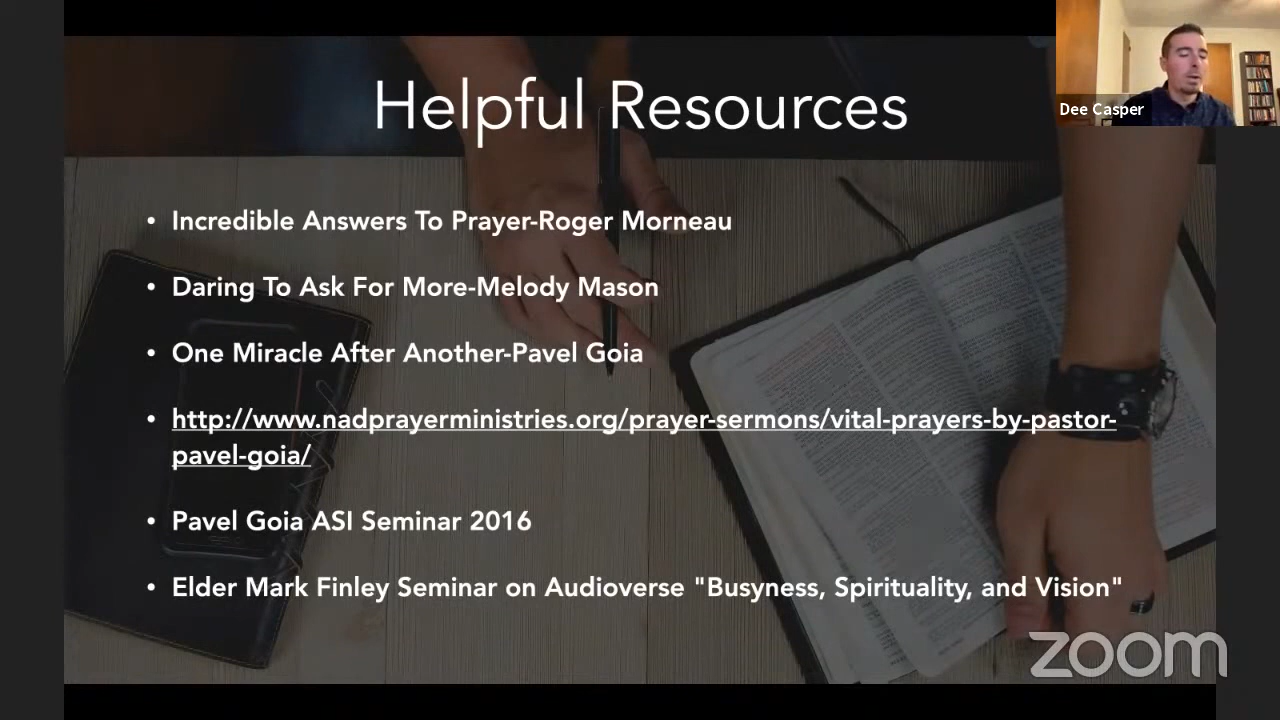 Helpful Resources
Dee Casper
• Incredible Answers To Prayer-Roger Morneau
• Daring To Ask For More-Melody Mason
• One Miracle After Another-Pavel Goia
• http://www.nadprayerministries.org/prayer-sermons/vital-prayers-by-pastor-
pavel-goia/
• Pavel Goia ASI Seminar 2016
• Elder Mark Finley Seminar on Audioverse "Busyness, Spirituality, and Vision"
zoom